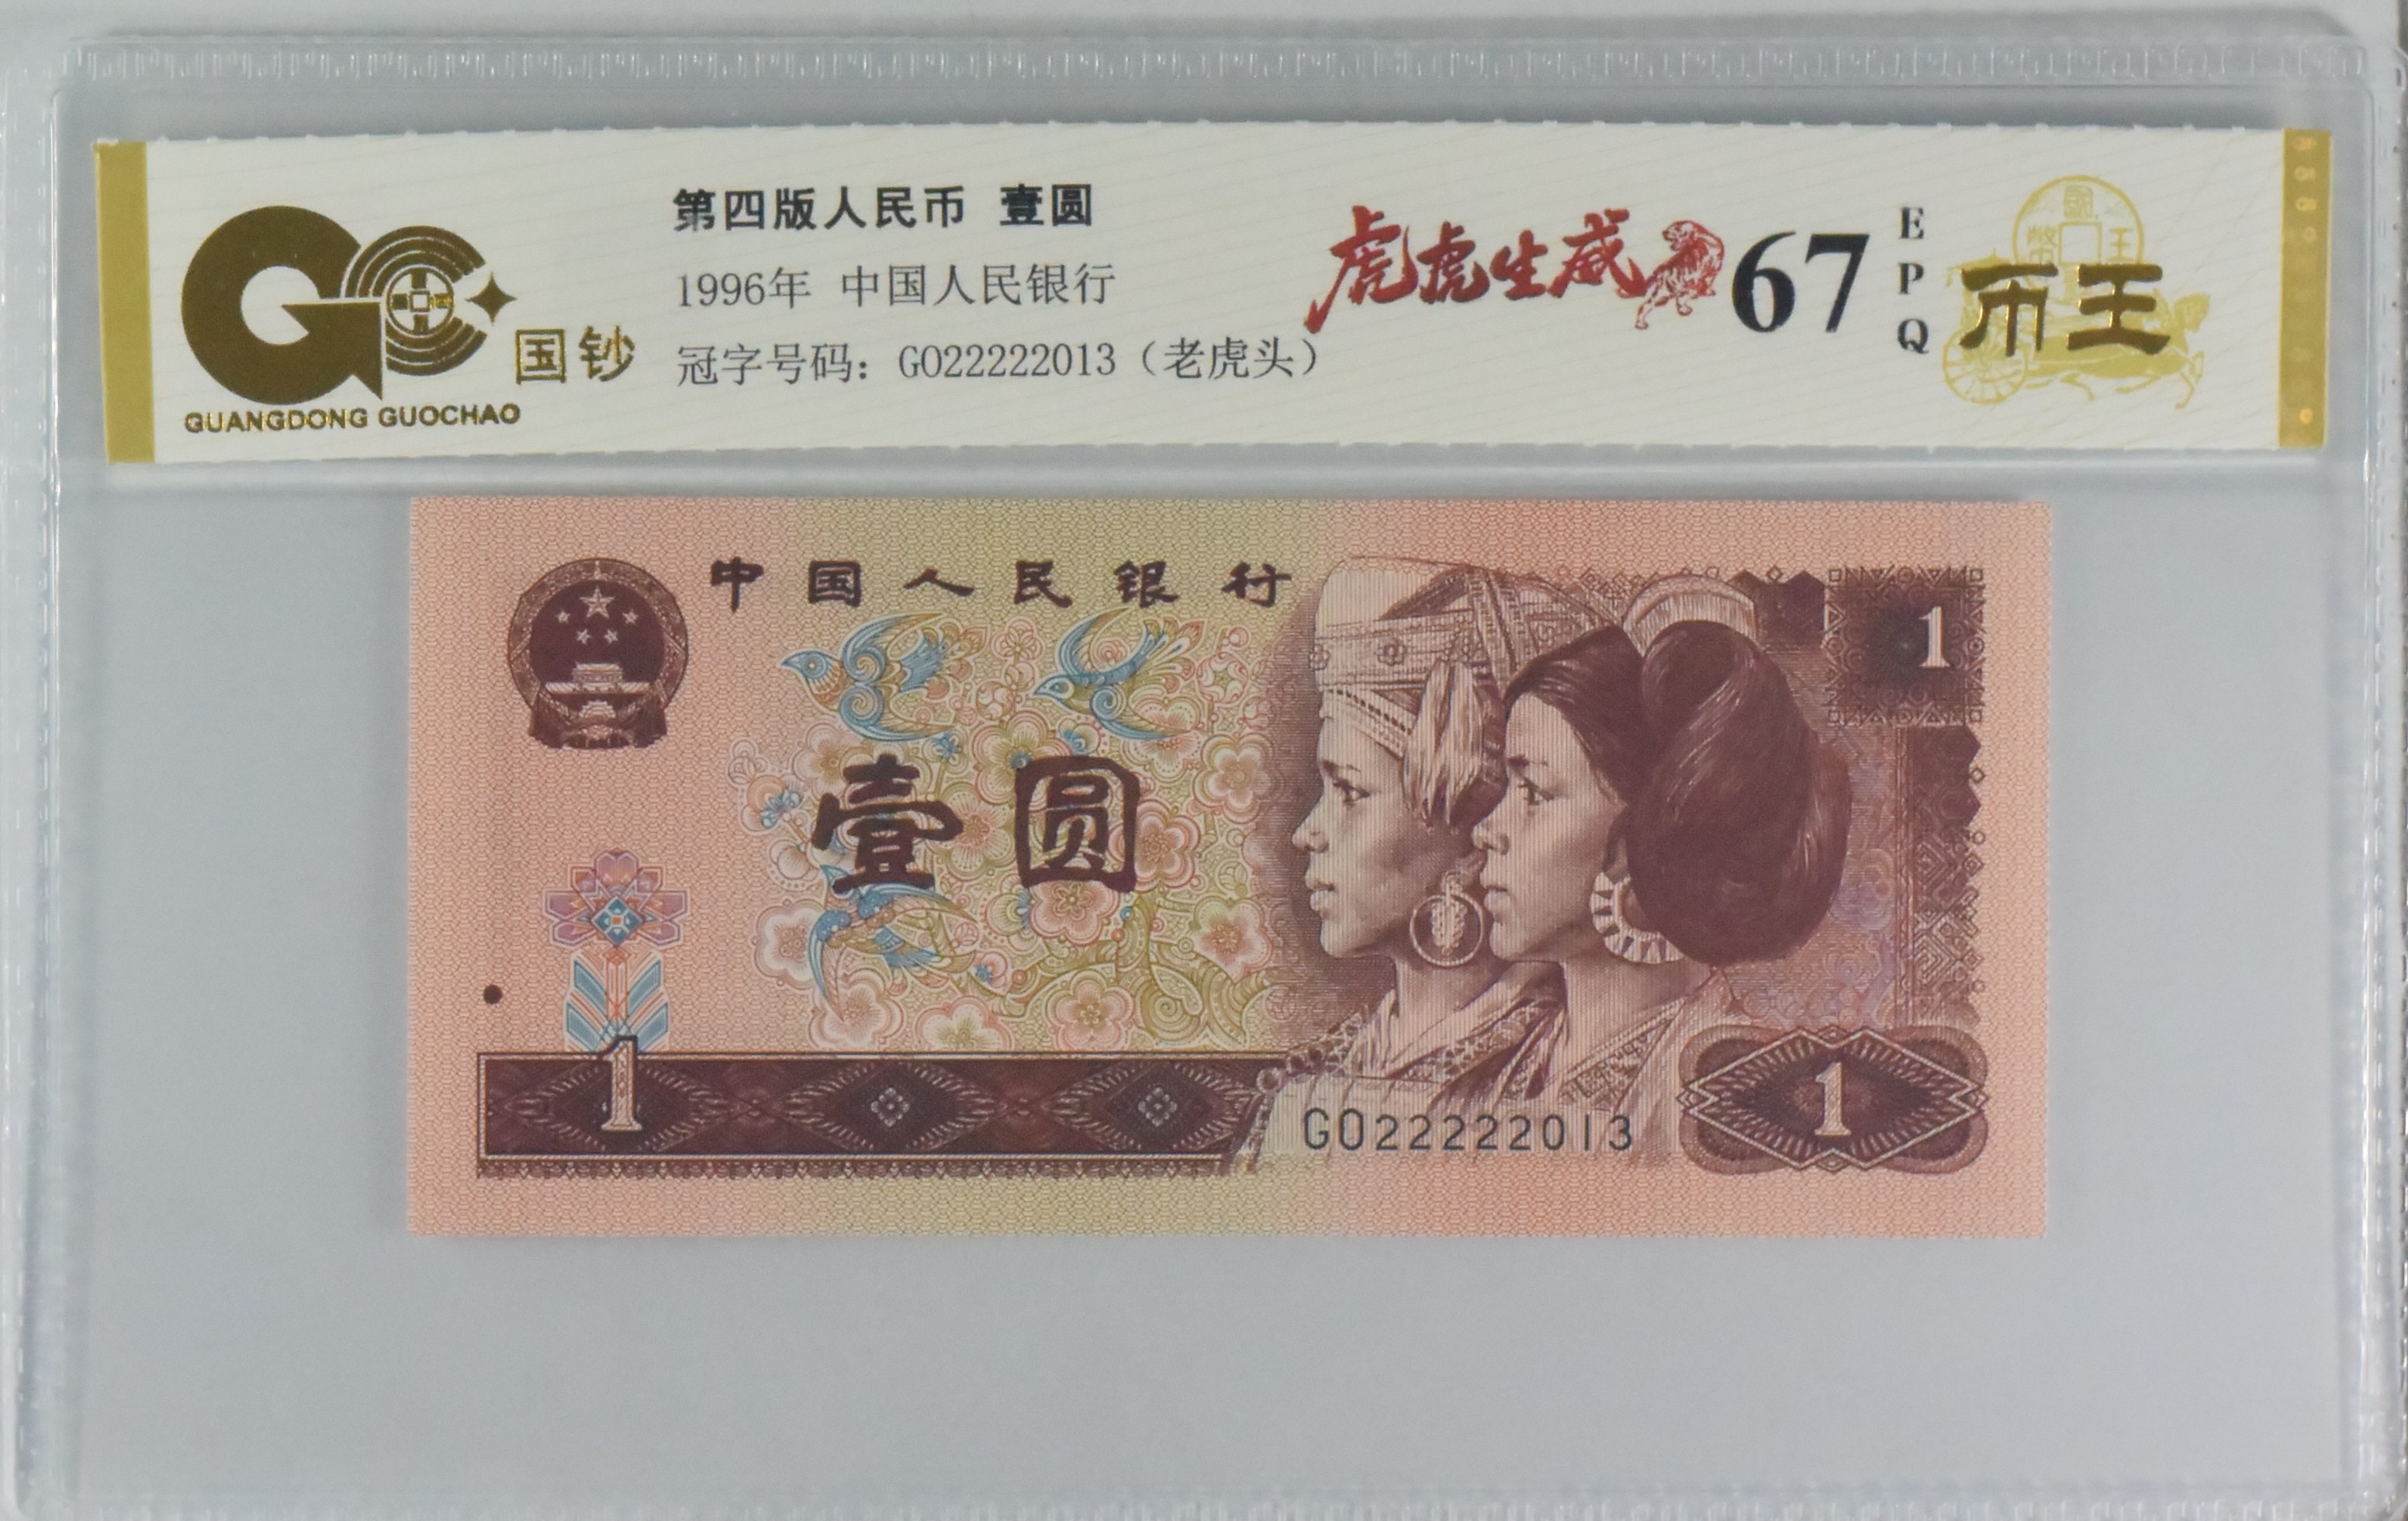 国钞
GUANGDONG GUOCHAO
第四版人民币 壹圆
1996年 中国人民银行
冠字号码：GO22222013（老虎头）
虎虎生威
67
EPQ
币王
中国人民银行
壹圆
1
1
GO22222013
1